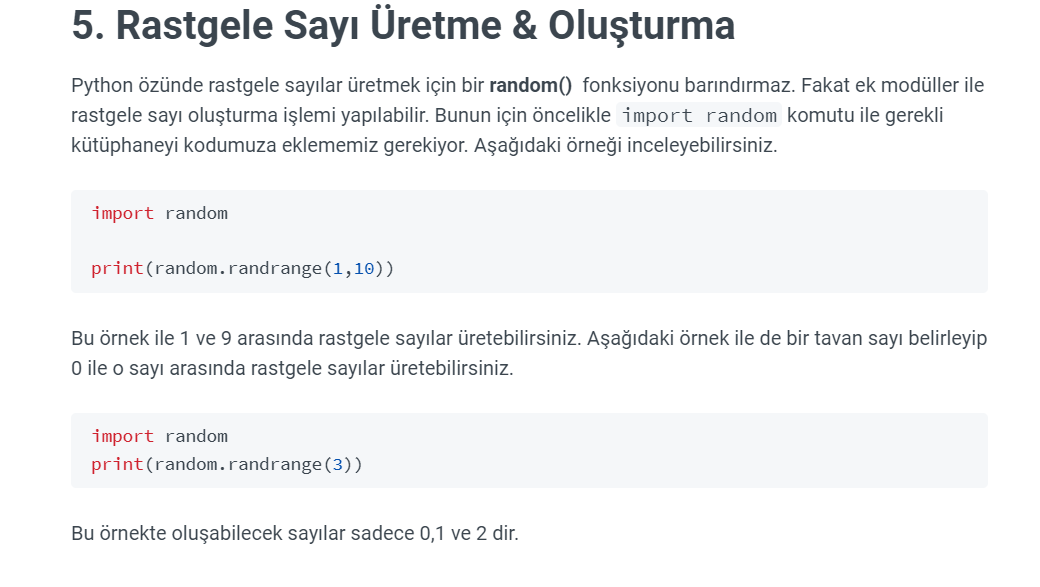 5. Rastgele Sayı Üretme & Oluşturma
Python özünde rastgele sayılar üretmek için bir random() fonksiyonu barındırmaz. Fakat ek modüller ile
rastgele sayı oluşturma işlemi yapılabilir. Bunun için öncelikle import random komutu ile gerekli
kütüphaneyi kodumuza eklememiz gerekiyor. Aşağıdaki örneği inceleyebilirsiniz.
import random
print(random.randrange(1,10))
Bu örnek ile 1 ve 9 arasında rastgele sayılar üretebilirsiniz. Aşağıdaki örnek ile de bir tavan sayı belirleyip
0 ile o sayı arasında rastgele sayılar üretebilirsiniz.
import random
print(random.randrange(3))
Bu örnekte oluşabilecek sayılar sadece 0,1 ve 2 dir.